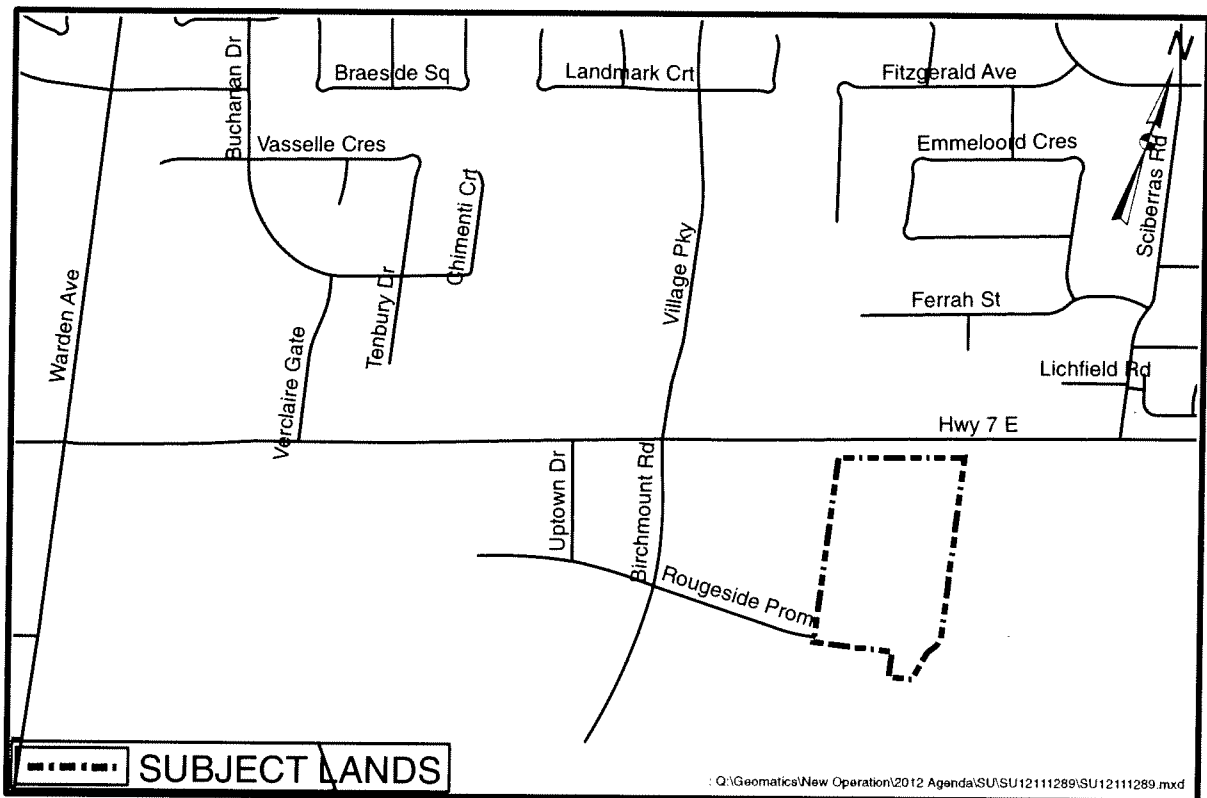 N
Buchanan Dr
Braeside Sq
Landmark Crt
Fitzgerald Ave
Vasselle Cres
Emmeloord Cres
Chimenti Crt
Sciberras Rd
Village Pky
Tenbury Dr
Ferrah St
Warden Ave
Verclaire Gate
Lichfield Rd
Hwy 7 E
Uptown Dr
Birchmount Rd
Rougeside Prom
SUBJECT LANDS
: Q:\Geomatics\New Operation\2012 Agenda\SU\SU12111289\SU12111289.mxd